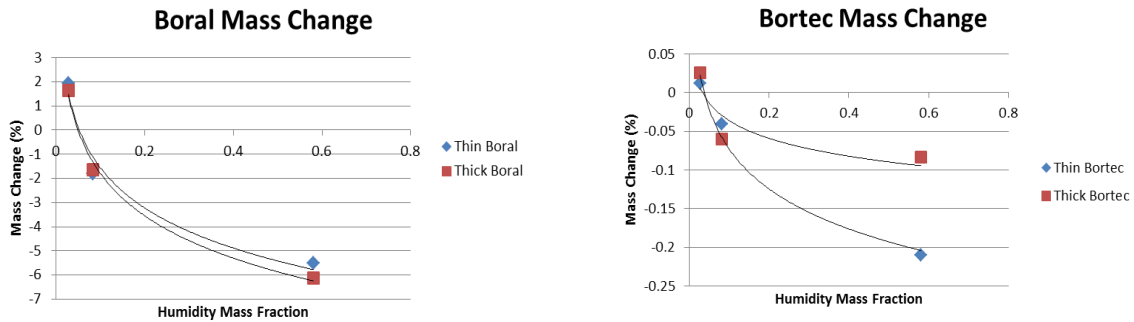 Boral Mass Change
Mass Change (%)
3
2
1
0
-1
-2
-3
-4
-5
-6
-7
0 0.2 0.4 0.6 0.8
Humidity Mass Fraction
Thin Boral
Thick Boral
Bortec Mass Change
Mass Change (%)
0.05
0
-0.05
-0.1
-0.15
-0.2
-0.25
0 0.2 0.4 0.6 0.8
Humidity Mass Fraction
Thin Bortec
Thick Bortec